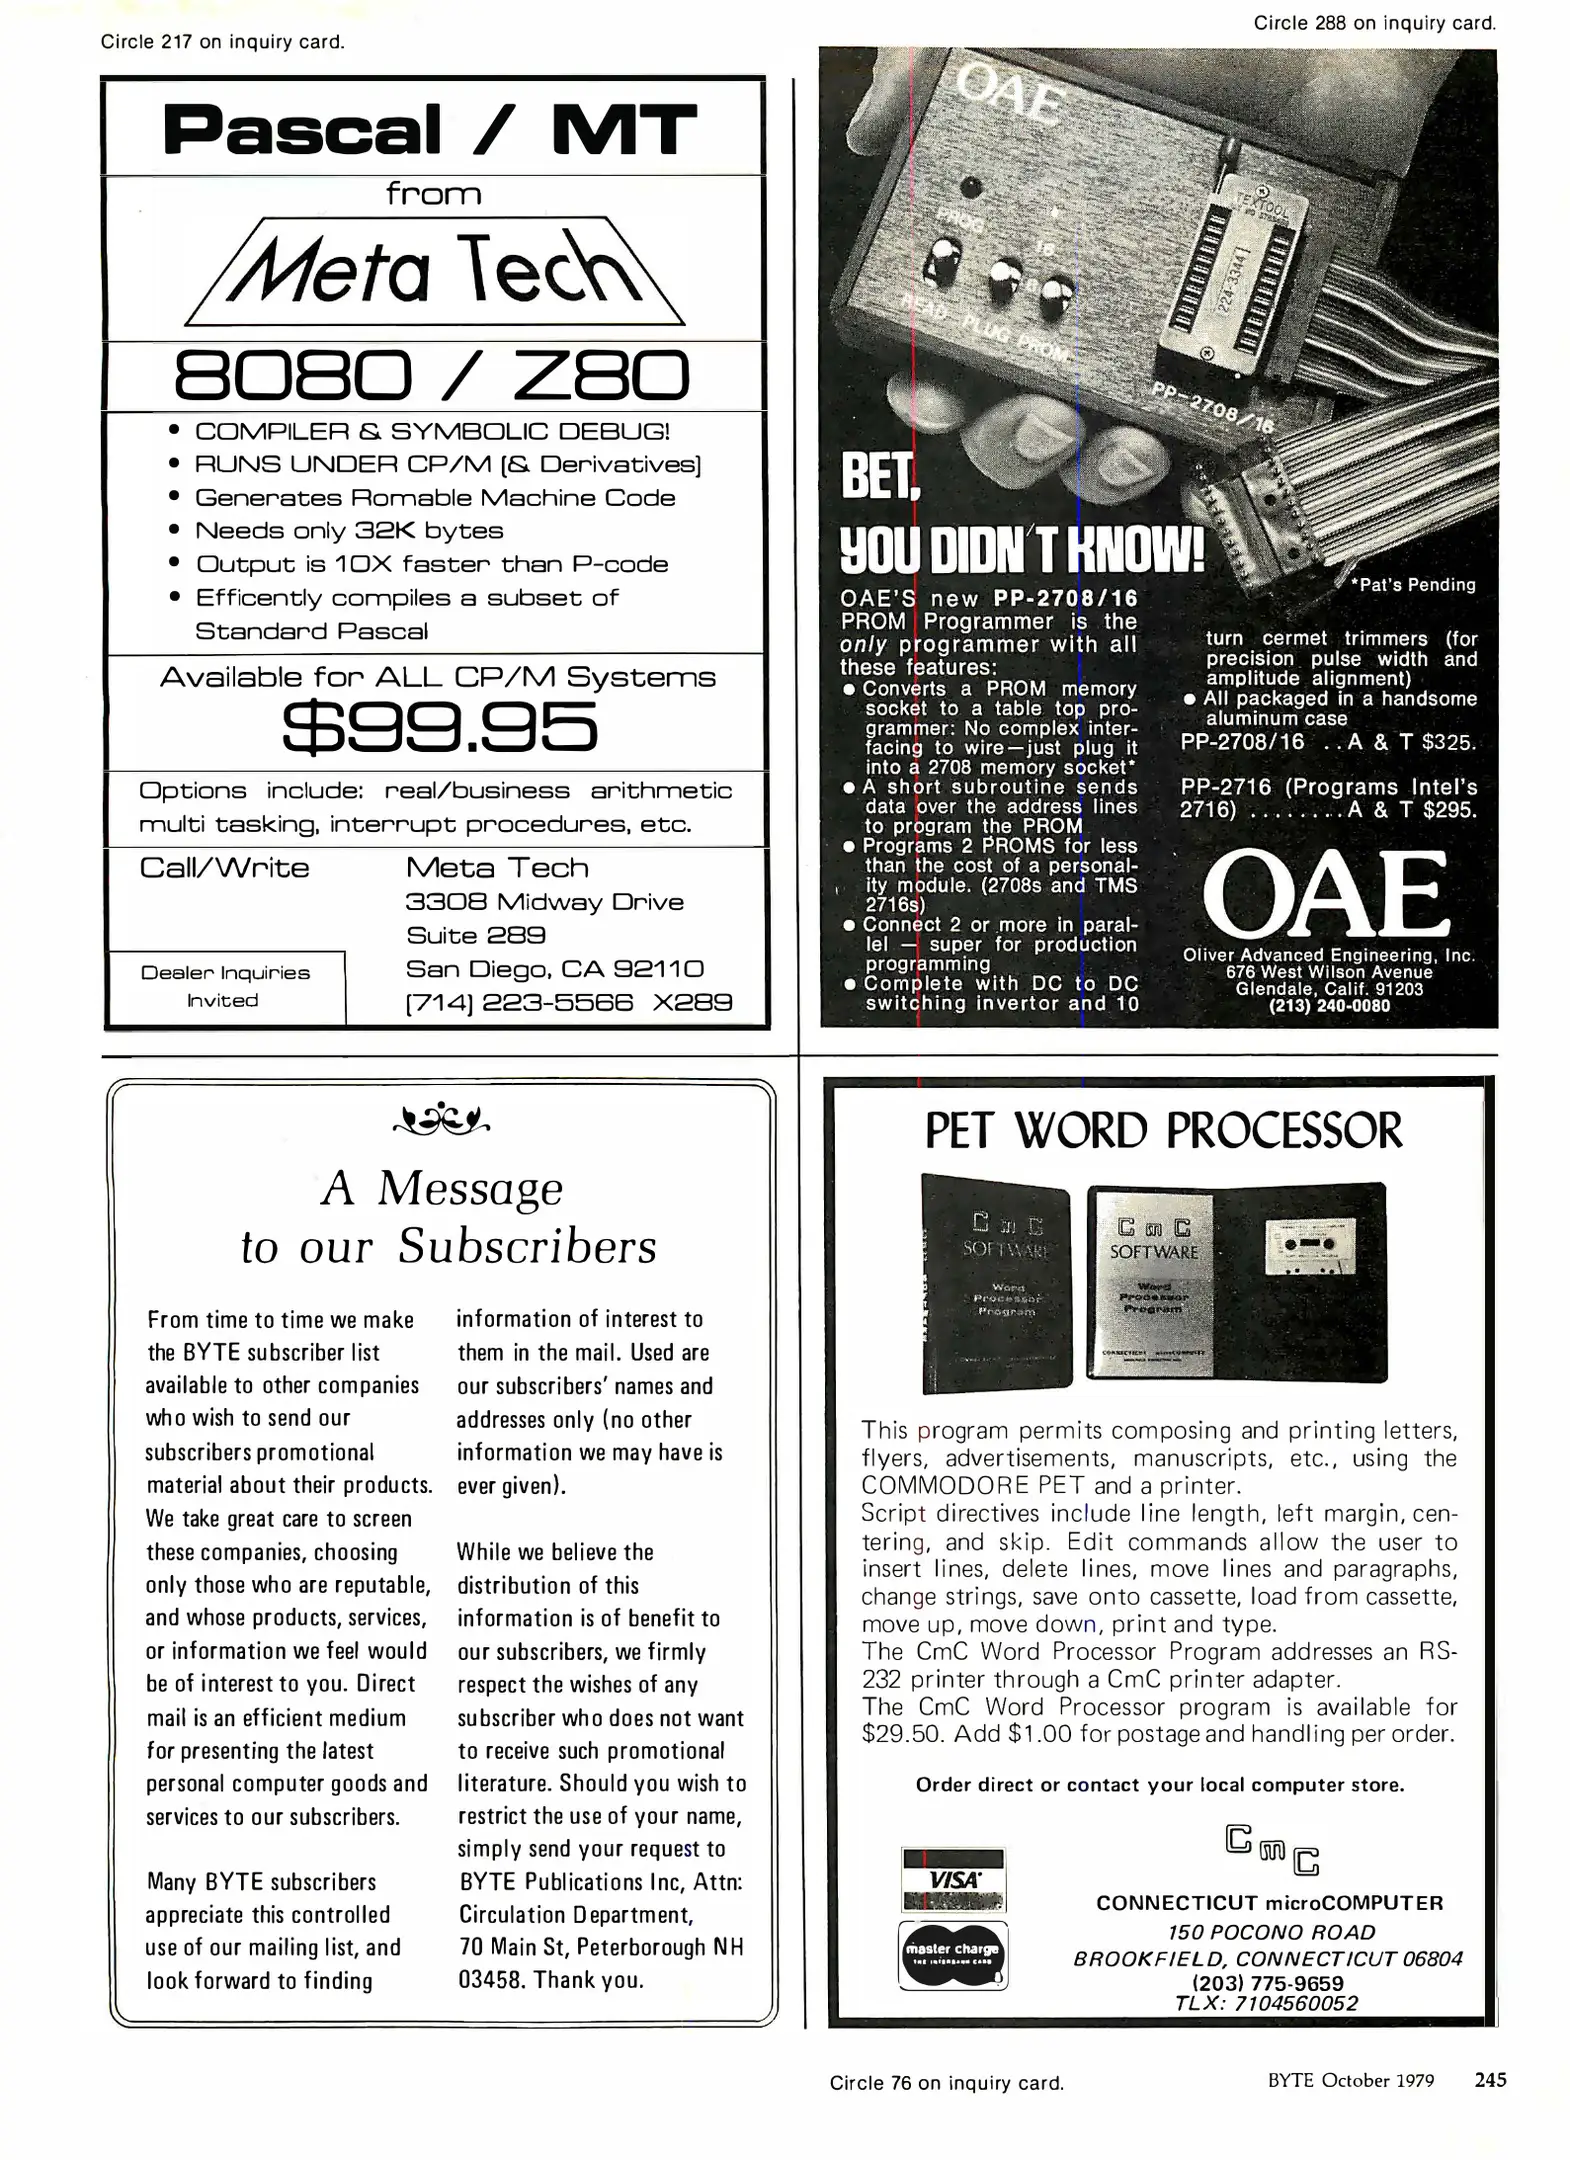 Circle 217 on inquiry card.
Circle 288 on inquiry card.
Pascal / MT
from
Meta Tech
8080 / Z80
• COMPILER & SYMBOLIC DEBUG!
• RUNS UNDER CP/M [& Derivatives]
• Generates Romable Machine Code
• Needs only 32K bytes
• Output is 10X faster than P-code
• Efficently compiles a subset of
Standard Pascal
Available for ALL CP/M Systems
$99.95
Options include: real/business arithmetic
multi tasking, interrupt procedures, etc.
Call/Write
Meta Tech
3308 Midway Drive
Suite 289
San Diego, CA 92110
[714] 223-5566 X289
Dealer Inquiries
Invited
OAE
TEXTOOL
224-3344
PROG
16
8
READ PLUG PROM
PP-2708/16
BET,
YOU DIDN'T KNOW!
*Pat's Pending
OAE'S new PP-2708/16
PROM Programmer is the
only programmer with all
these features:
● Converts a PROM memory
socket to a table top pro-
grammer: No complex inter-
facing to wire—just plug it
into a 2708 memory socket*
● A short subroutine sends
data over the address lines
to program the PROM
● Programs 2 PROMS for less
than the cost of a personal-
ity module. (2708s and TMS
2716s)
● Connect 2 or more in paral-
lel — super for production
programming
● Complete with DC to DC
switching invertor and 10
turn cermet trimmers (for
precision pulse width and
amplitude alignment)
● All packaged in a handsome
aluminum case
PP-2708/16 . . A & T $325.
PP-2716 (Programs Intel's
2716) . . . . . . . . A & T $295.
OAE
Oliver Advanced Engineering, Inc.
676 West Wilson Avenue
Glendale, Calif. 91203
(213) 240-0080
A Message
to our Subscribers
From time to time we make
the BYTE subscriber list
available to other companies
who wish to send our
subscribers promotional
material about their products.
We take great care to screen
these companies, choosing
only those who are reputable,
and whose products, services,
or information we feel would
be of interest to you. Direct
mail is an efficient medium
for presenting the latest
personal computer goods and
services to our subscribers.
Many BYTE subscribers
appreciate this controlled
use of our mailing list, and
look forward to finding
information of interest to
them in the mail. Used are
our subscribers' names and
addresses only (no other
information we may have is
ever given).
While we believe the
distribution of this
information is of benefit to
our subscribers, we firmly
respect the wishes of any
subscriber who does not want
to receive such promotional
literature. Should you wish to
restrict the use of your name,
simply send your request to
BYTE Publications Inc, Attn:
Circulation Department,
70 Main St, Peterborough NH
03458. Thank you.
PET WORD PROCESSOR
CmC
SOFTWARE
Word
Processor
Program
CmC
SOFTWARE
Word
Processor
Program
CONNECTICUT microCOMPUTER
This program permits composing and printing letters,
flyers, advertisements, manuscripts, etc., using the
COMMODORE PET and a printer.
Script directives include line length, left margin, cen-
tering, and skip. Edit commands allow the user to
insert lines, delete lines, move lines and paragraphs,
change strings, save onto cassette, load from cassette,
move up, move down, print and type.
The CmC Word Processor Program addresses an RS-
232 printer through a CmC printer adapter.
The CmC Word Processor program is available for
$29.50. Add $1.00 for postage and handling per order.
Order direct or contact your local computer store.
VISA
master charge
THE INTERBANK CARD
CmC
CONNECTICUT microCOMPUTER
150 POCONO ROAD
BROOKFIELD, CONNECTICUT 06804
(203) 775-9659
TLX: 7104560052
Circle 76 on inquiry card.
BYTE October 1979 245